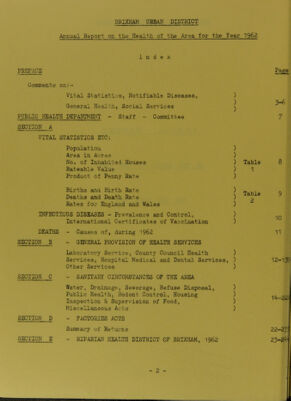 BRIXHAM URBAN DISTRICT
Annual Report on the Health of the Area for the Year 1962
Index
PREFACE Page
Comments on:-
Vital Statistics, Notifiable Diseases, )
General Health, Social Services ) 3-6
PUBLIC HEALTH DEPARTMENT - Staff - Committee 7
SECTION A
VITAL STATISTICS ETC:
Population )
Area in Acres )
No. of Inhabited Houses ) Table 8
Rateable Value ) 1
Product of Penny Rate )
Births and Birth Rate ) Table 9
Deaths and Death Rate ) 2
Rates for England and Wales )
INFECTIOUS DISEASES - Prevalence and Control, )
International Certificates of Vaccination ) 10
DEATHS - Causes of, during 1962 11
SECTION B - GENERAL PROVISION OF HEALTH SERVICES
Laboratory Service, County Council Health )
Services, Hospital Medical and Dental Services, ) 12-13
Other Services )
SECTION C - SANITARY CIRCUMSTANCES OF THE AREA
Water, Drainage, Sewerage, Refuse Disposal, )
Public Health, Rodent Control, Housing )
Inspection & Supervision of Food, )
Miscellaneous Acts )
SECTION D - FACTORIES ACTS
Summary of Returns 22-23
SECTION E - RIPARIAN HEALTH DISTRICT OF BRIXHAM, 1962
- 2 -